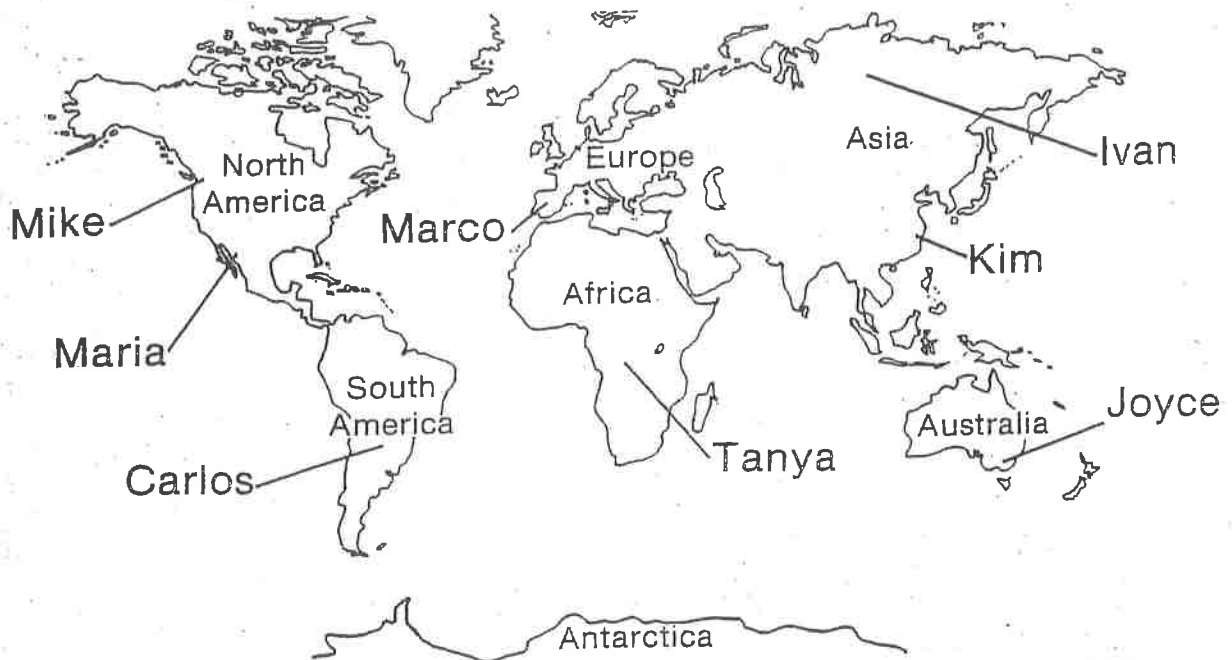 North
America
Mike
Maria
South
America
Carlos
Europe
Marco
Africa
Tanya
Asia
Ivan
Kim
Australia
Joyce
Antarctica